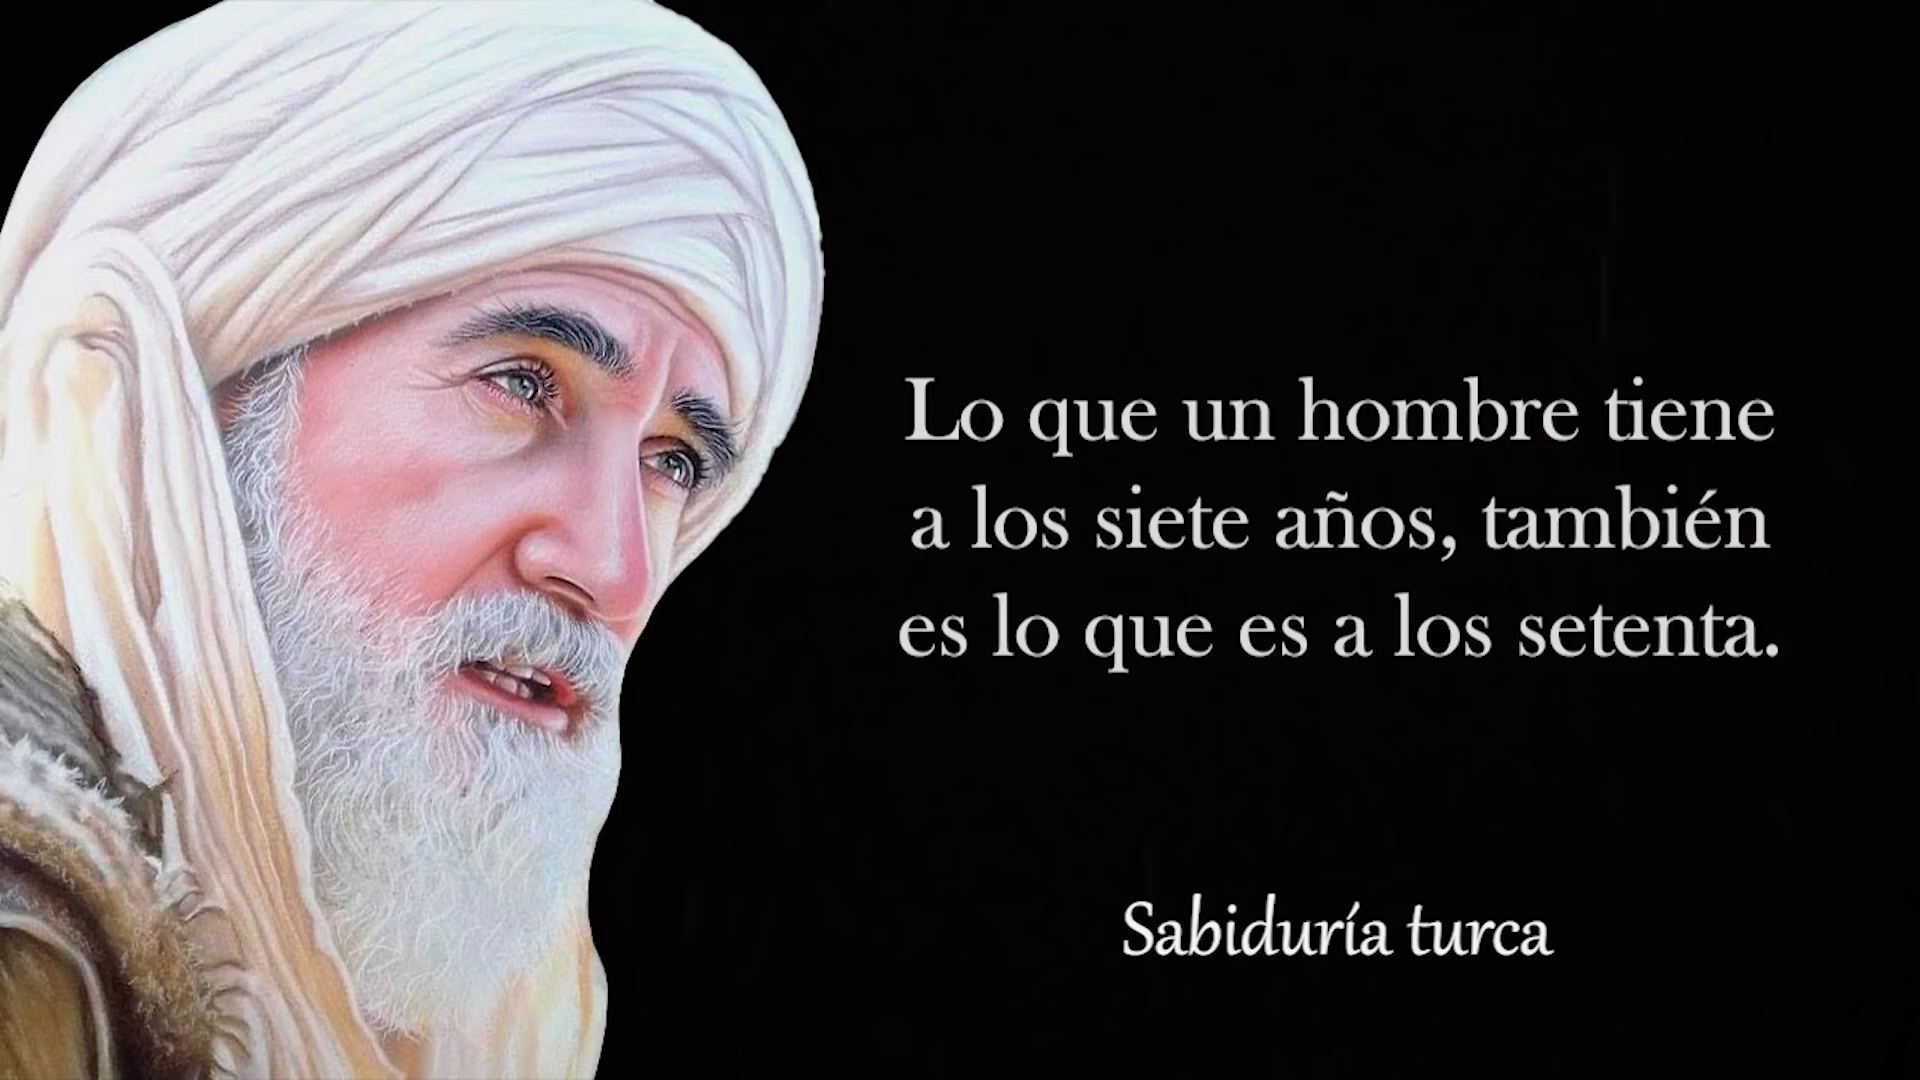 Lo que un hombre tiene
a los siete años, también
es lo que es a los setenta.
Sabiduría turca